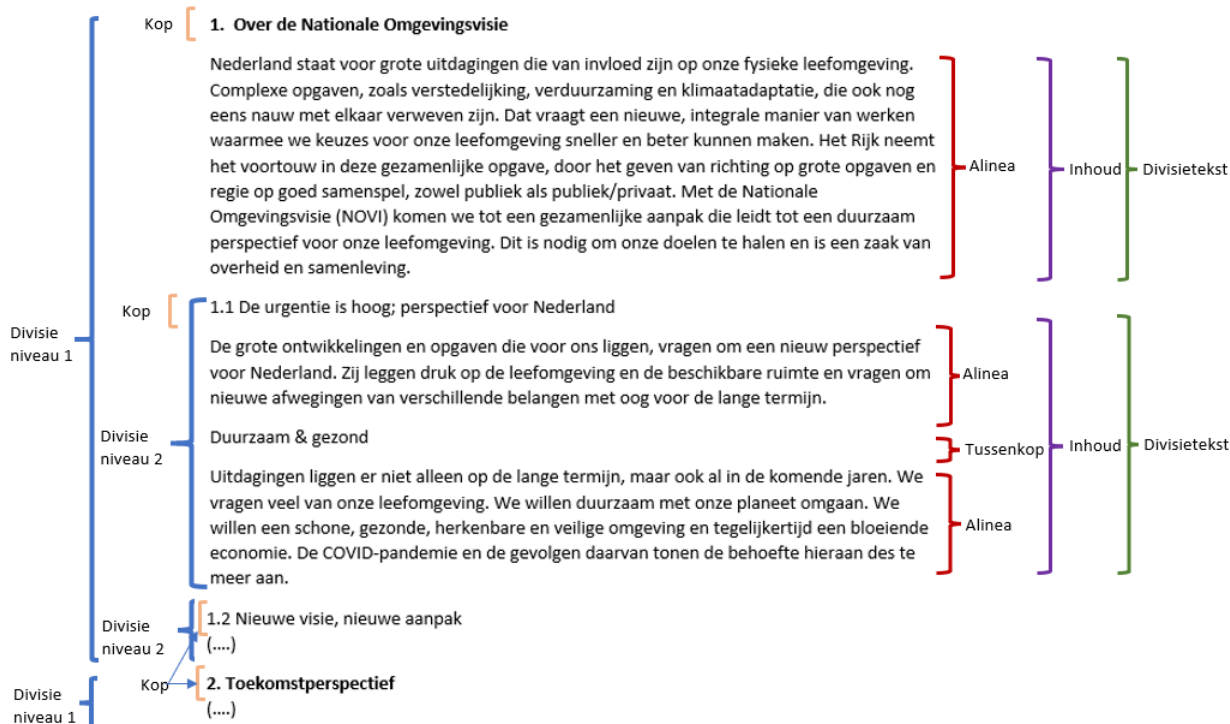 Kop
1. Over de Nationale Omgevingsvisie
Nederland staat voor grote uitdagingen die van invloed zijn op onze fysieke leefomgeving.
Complexe opgaven, zoals verstedelijking, verduurzaming en klimaatadaptatie, die ook nog
eens nauw met elkaar verweven zijn. Dat vraagt een nieuwe, integrale manier van werken
waarmee we keuzes voor onze leefomgeving sneller en beter kunnen maken. Het Rijk neemt
het voortouw in deze gezamenlijke opgave, door het geven van richting op grote opgaven en
regie op goed samenspel, zowel publiek als publiek/privaat. Met de Nationale
Omgevingsvisie (NOVI) komen we tot een gezamenlijke aanpak die leidt tot een duurzaam
perspectief voor onze leefomgeving. Dit is nodig om onze doelen te halen en is een zaak van
overheid en samenleving.
Alinea
Inhoud
Divisietekst
Divisie
niveau 1
Kop
1.1 De urgentie is hoog; perspectief voor Nederland
De grote ontwikkelingen en opgaven die voor ons liggen, vragen om een nieuw perspectief
voor Nederland. Zij leggen druk op de leefomgeving en de beschikbare ruimte en vragen om
nieuwe afwegingen van verschillende belangen met oog voor de lange termijn.
Alinea
Divisie
niveau 2
Duurzaam & gezond
Tussenkop
Inhoud
Divisietekst
Uitdagingen liggen er niet alleen op de lange termijn, maar ook al in de komende jaren. We
vragen veel van onze leefomgeving. We willen duurzaam met onze planeet omgaan. We
willen een schone, gezonde, herkenbare en veilige omgeving en tegelijkertijd een bloeiende
economie. De COVID-pandemie en de gevolgen daarvan tonen de behoefte hieraan des te
meer aan.
Alinea
Divisie
niveau 2
1.2 Nieuwe visie, nieuwe aanpak
(....)
Kop
2. Toekomstperspectief
(....)
Divisie
niveau 1